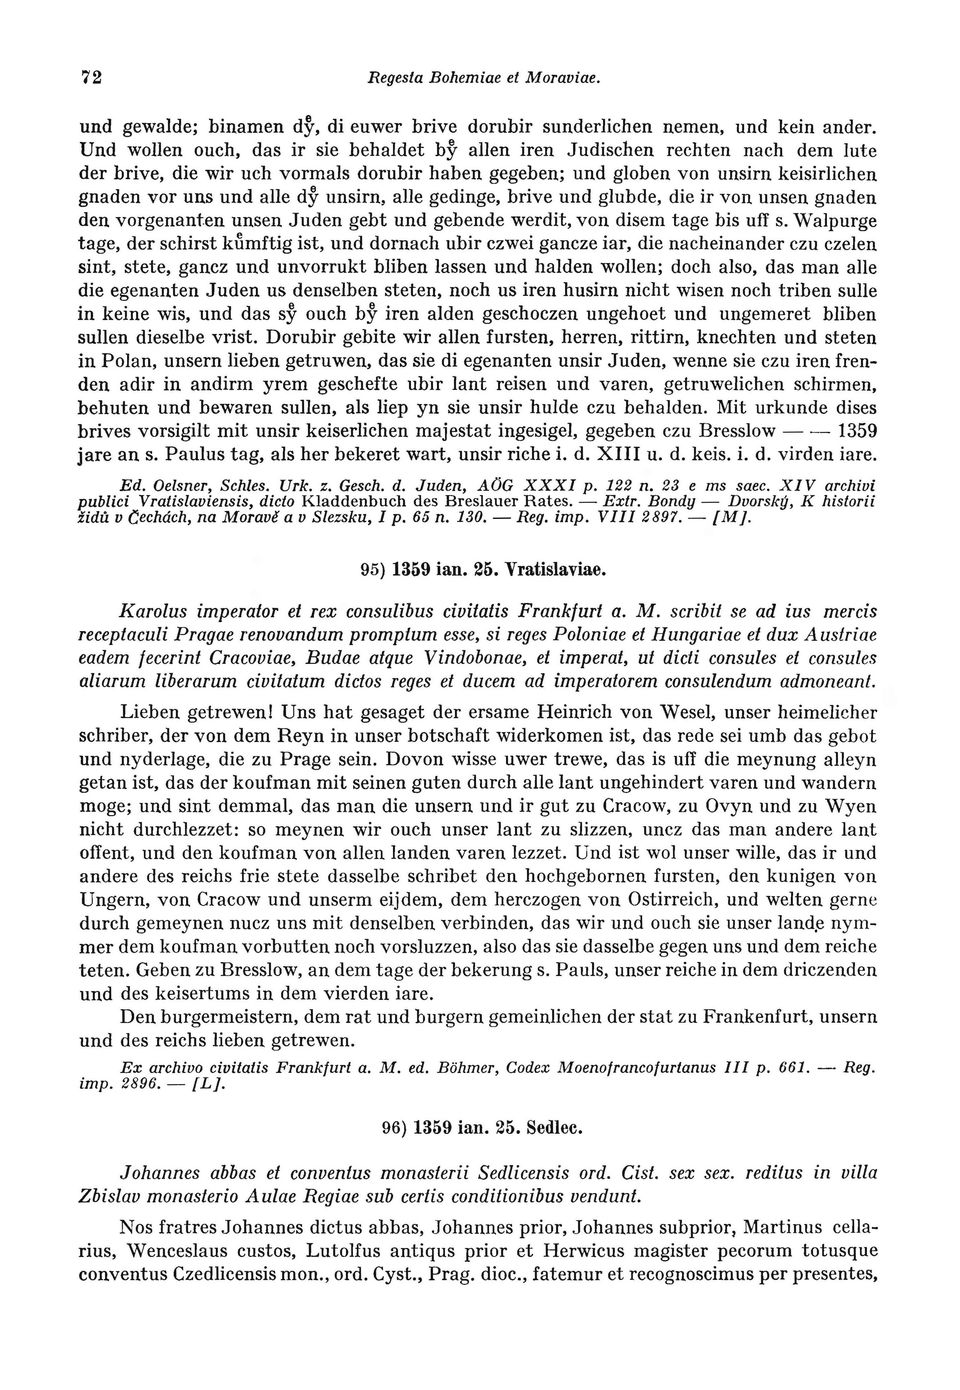 72 Regesta Bohemiae et Moraviae.
und gewalde; binamen dyͤ, di euwer brive dorubir sunderlichen nemen, und kein ander.
Und wollen ouch, das ir sie behaldet byͤ allen iren Judischen rechten nach dem lute
der brive, die wir uch vormals dorubir haben gegeben; und globen von unsirn keisirlichen
gnaden vor uns und alle dyͤ unsirn, alle gedinge, brive und glubde, die ir von unsen gnaden
den vorgenanten unsen Juden gebt und gebende werdit, von disem tage bis uff s. Walpurge
tage, der schirst kuͤmftig ist, und dornach ubir czwei gancze iar, die nacheinander czu czelen
sint, stete, gancz und unvorrukt bliben lassen und halden wollen; doch also, das man alle
die egenanten Juden us denselben steten, noch us iren husirn nicht wisen noch triben sulle
in keine wis, und das syͤ ouch byͤ iren alden geschoczen ungehoet und ungemeret bliben
sullen dieselbe vrist. Dorubir gebite wir allen fursten, herren, rittirn, knechten und steten
in Polan, unsern lieben getruwen, das sie di egenanten unsir Juden, wenne sie czu iren fren-
den adir in andirm yrem geschefte ubir lant reisen und varen, getruwelichen schirmen,
behuten und bewaren sullen, als liep yn sie unsir hulde czu behalden. Mit urkunde dises
brives vorsigilt mit unsir keiserlichen majestat ingesigel, gegeben czu Bresslow — — 1359
jare an s. Paulus tag, als her bekeret wart, unsir riche i. d. XIII u. d. keis. i. d. virden iare.
Ed. Oelsner, Schles. Urk. z. Gesch. d. Juden, AÖG XXXI p. 122 n. 23 e ms saec. XIV archivi
publici Vratislaviensis, dicto Kladdenbuch des Breslauer Rates. — Extr. Bondy — Dvorský, K historii
židů v Čechách, na Moravě a v Slezsku, I p. 65 n. 130. — Reg. imp. VIII 2897. — [M].
95) 1359 ian. 25. Vratislaviae.
Karolus imperator et rex consulibus civitatis Frankfurt a. M. scribit se ad ius mercis
receptaculi Pragae renovandum promptum esse, si reges Poloniae et Hungariae et dux Austriae
eadem fecerint Cracoviae, Budae atque Vindobonae, et imperat, ut dicti consules et consules
aliarum liberarum civitatum dictos reges et ducem ad imperatorem consulendum admoneant.
Lieben getrewen! Uns hat gesaget der ersame Heinrich von Wesel, unser heimelicher
schriber, der von dem Reyn in unser botschaft widerkomen ist, das rede sei umb das gebot
und nyderlage, die zu Prage sein. Dovon wisse uwer trewe, das is uff die meynung alleyn
getan ist, das der koufman mit seinen guten durch alle lant ungehindert varen und wandern
moge; und sint demmal, das man die unsern und ir gut zu Cracow, zu Ovyn und zu Wyen
nicht durchlezzet: so meynen wir ouch unser lant zu slizzen, uncz das man andere lant
offent, und den koufman von allen landen varen lezzet. Und ist wol unser wille, das ir und
andere des reichs frie stete dasselbe schribet den hochgebornen fursten, den kunigen von
Ungern, von Cracow und unserm eijdem, dem herczogen von Ostirreich, und welten gerne
durch gemeynen nucz uns mit denselben verbinden, das wir und ouch sie unser lande nym-
mer dem koufman vorbutten noch vorsluzzen, also das sie dasselbe gegen uns und dem reiche
teten. Geben zu Bresslow, an dem tage der bekerung s. Pauls, unser reiche in dem driczenden
und des keisertums in dem vierden iare.
Den burgermeistern, dem rat und burgern gemeinlichen der stat zu Frankenfurt, unsern
und des reichs lieben getrewen.
Ex archivo civitatis Frankfurt a. M. ed. Böhmer, Codex Moenofrancofurtanus III p. 661. — Reg.
imp. 2896. — [L].
96) 1359 ian. 25. Sedlec.
Johannes abbas et conventus monasterii Sedlicensis ord. Cist. sex sex. reditus in villa
Zbislav monasterio Aulae Regiae sub certis conditionibus vendunt.
Nos fratres Johannes dictus abbas, Johannes prior, Johannes subprior, Martinus cella-
rius, Wenceslaus custos, Lutolfus antiqus prior et Herwicus magister pecorum totusque
conventus Czedlicensis mon., ord. Cyst., Prag. dioc., fatemur et recognoscimus per presentes,